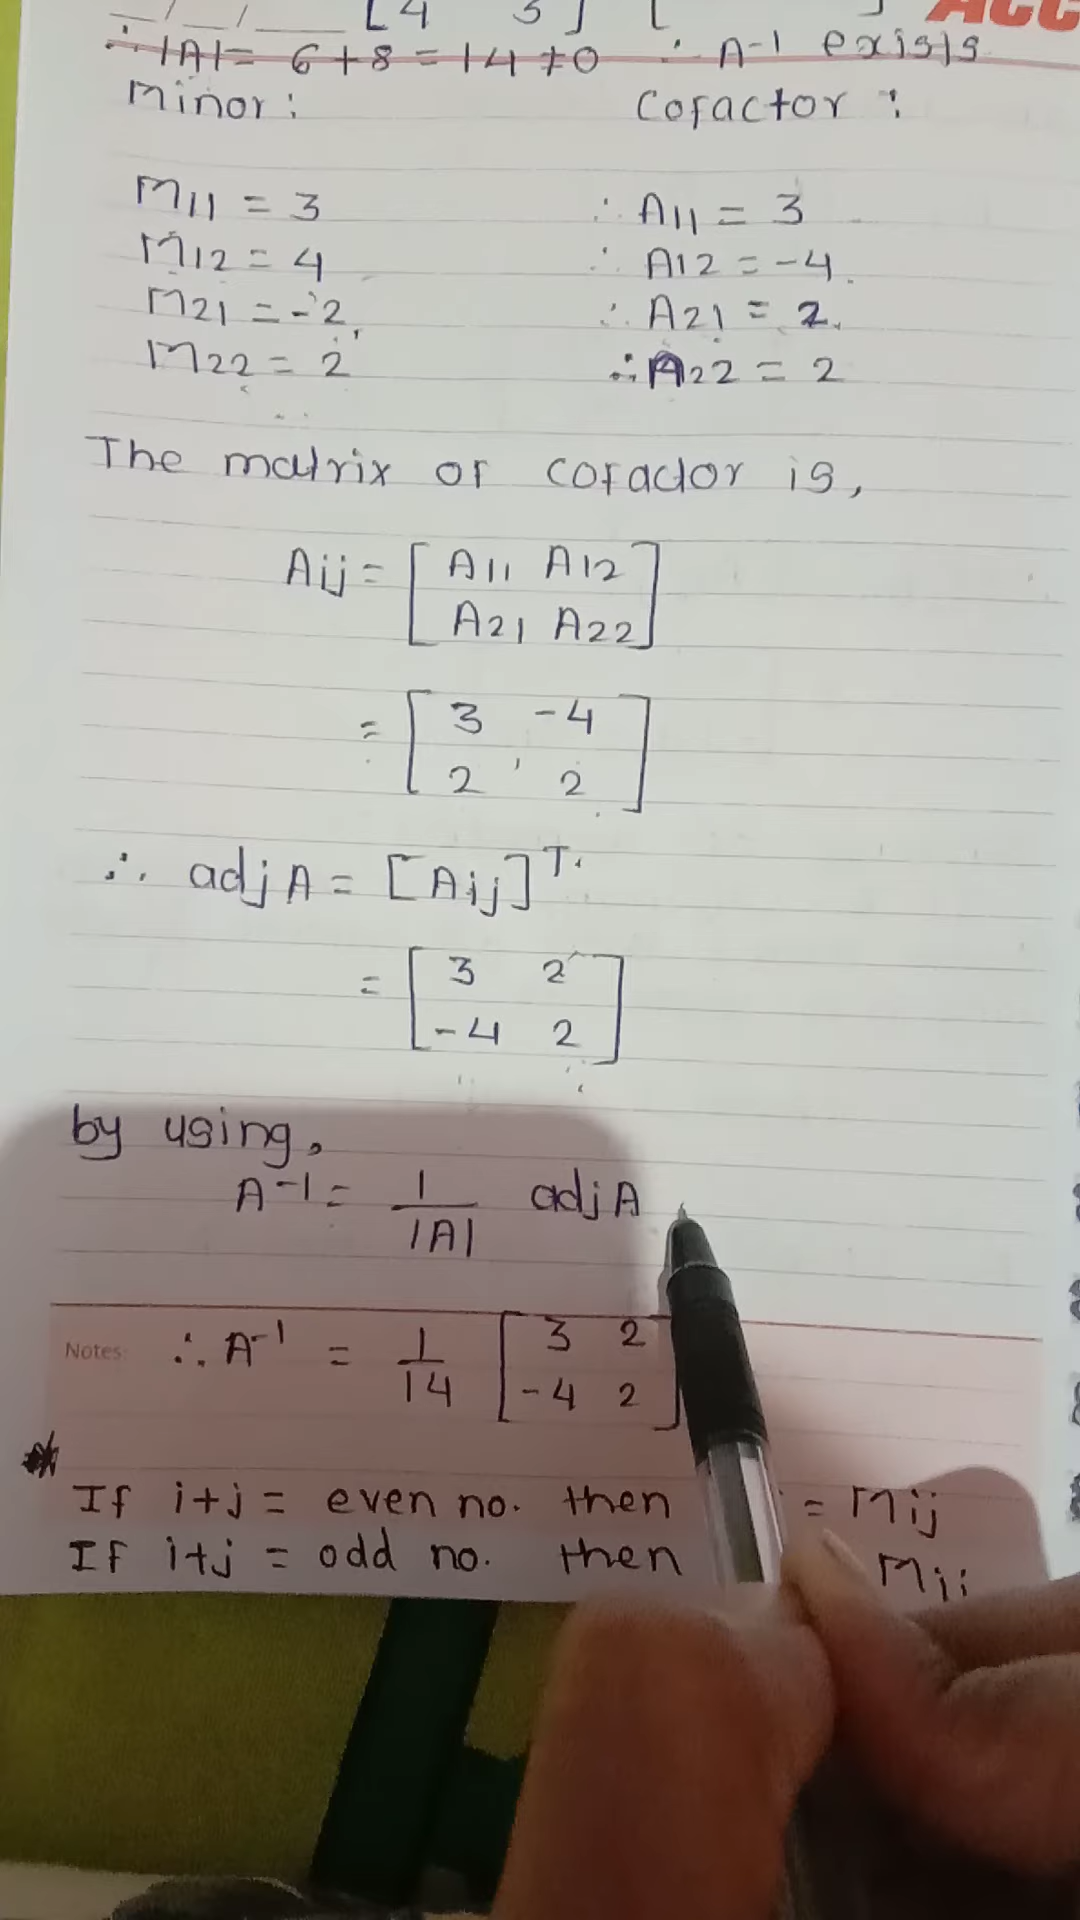 [4 3] [ ]
ACC
∴ |A| = 6+8 = 14 ≠0 ∴ A-1 exists
Minor: Cofactor :
M11 = 3 ∴ A11 = 3
M12 = 4 ∴ A12 = -4
M21 = -2 ∴ A21 = 2
M22 = 2 ∴ A22 = 2
The matrix of cofactor is,
Aij = [ A11 A12
A21 A22 ]
= [ 3 -4
2 2 ]
∴ adj A = [Aij]^T
= [ 3 2
-4 2 ]
by using,
A^-1 = 1/|A| adj A
Notes: ∴ A^-1 = 1/14 [ 3 2
-4 2 ]
If i+j = even no. then = Mij
If i+j = odd no. then